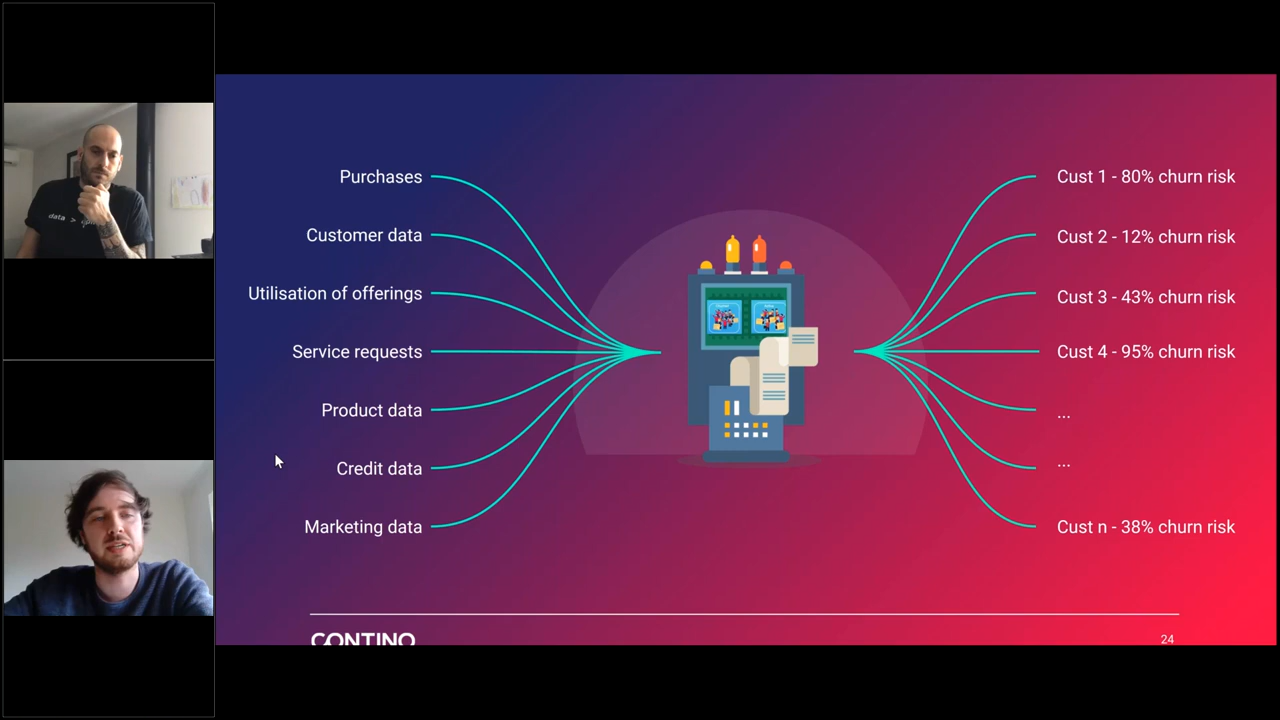 data >
Purchases
Customer data
Utilisation of offerings
Service requests
Product data
Credit data
Marketing data
Cust 1 - 80% churn risk
Cust 2 - 12% churn risk
Cust 3 - 43% churn risk
Cust 4 - 95% churn risk
...
...
Cust n - 38% churn risk
CONTINO
24